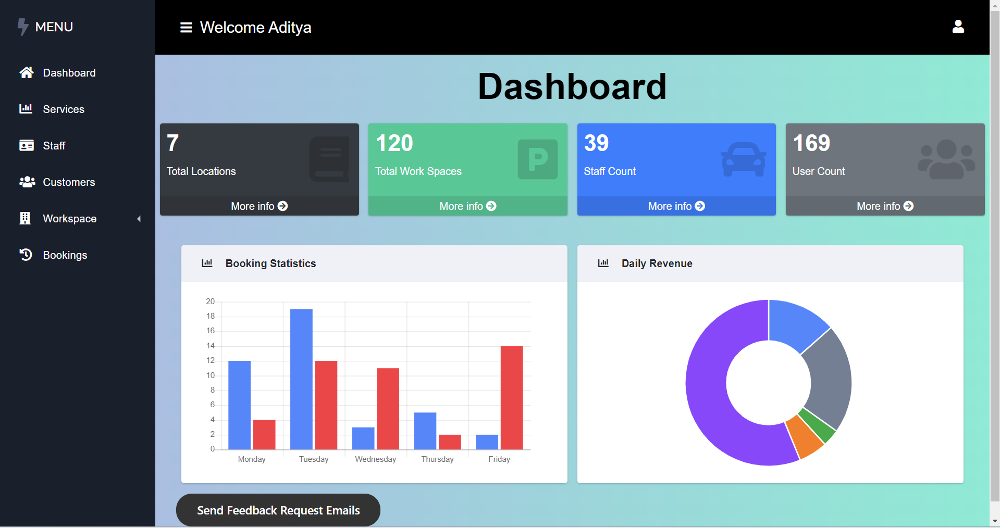 MENU
Dashboard
Services
Staff
Customers
Workspace
Bookings
Welcome Aditya
Dashboard
7
Total Locations
More info
120
Total Work Spaces
P
More info
39
Staff Count
More info
169
User Count
More info
Booking Statistics
20
18
16
14
12
10
8
6
4
2
0
Monday Tuesday Wednesday Thursday Friday
Daily Revenue
Send Feedback Request Emails